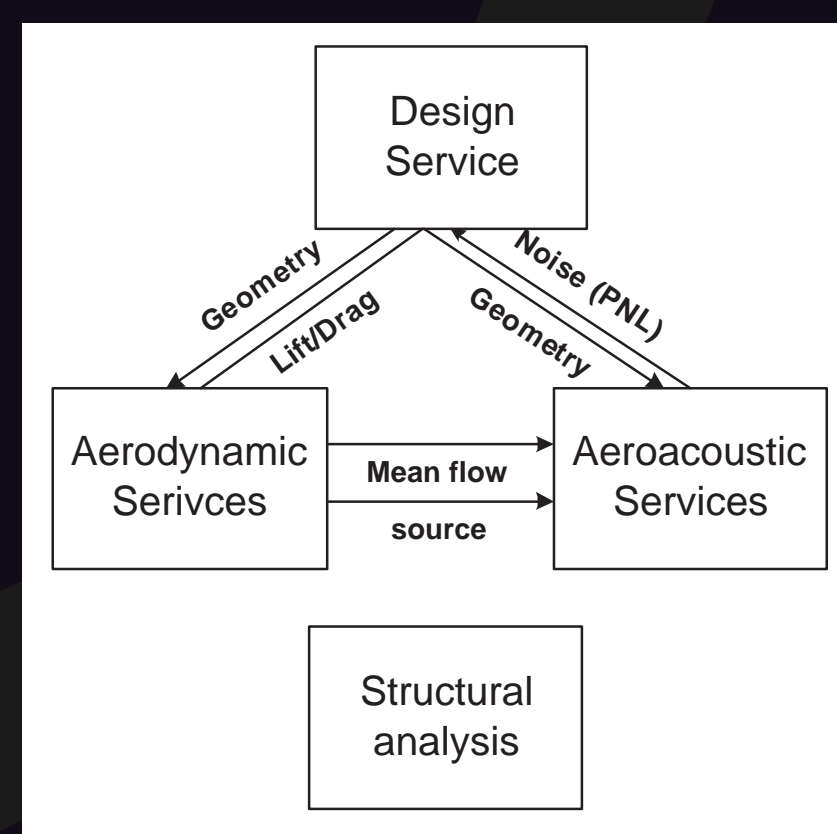 Design
Service
Geometry
Lift/Drag
Noise (PNL)
Geometry
Aerodynamic
Serivces
Mean flow
source
Aeroacoustic
Services
Structural
analysis